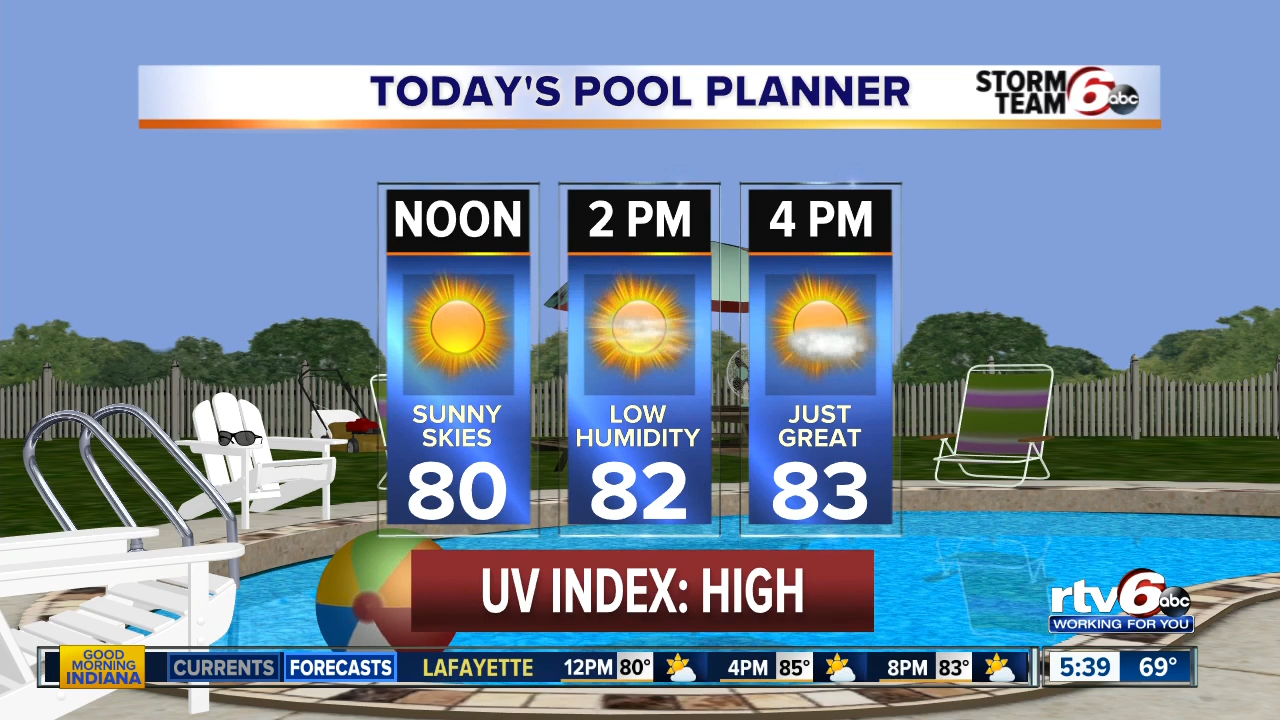 TODAY'S POOL PLANNER
STORM
TEAM 6 abc
NOON
SUNNY
SKIES
80
2 PM
LOW
HUMIDITY
82
4 PM
JUST
GREAT
83
UV INDEX: HIGH
rtv6 abc
WORKING FOR YOU
GOOD
MORNING
INDIANA
CURRENTS FORECASTS LAFAYETTE 12PM 80° 4PM 85° 8PM 83° 5:39 69°